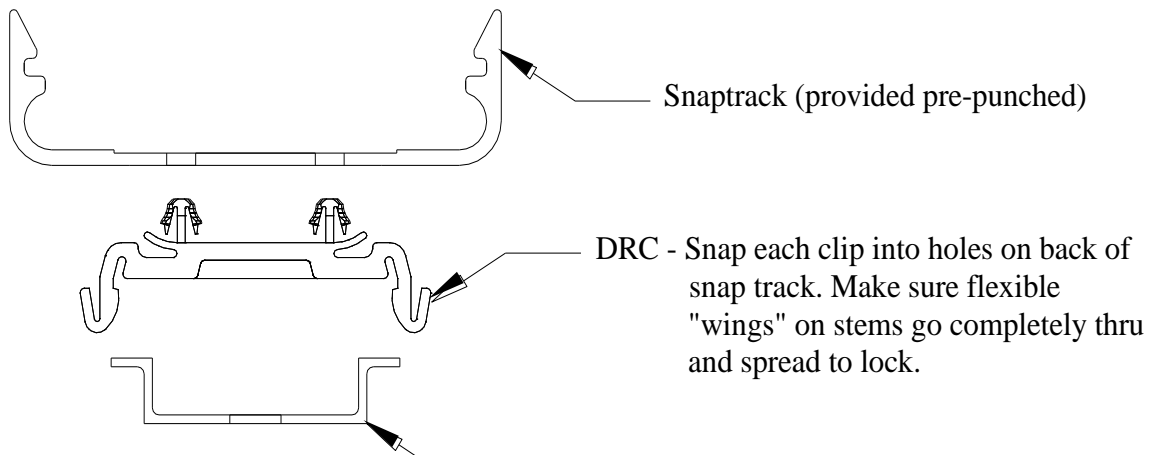 Snaptrack (provided pre-punched)
DRC - Snap each clip into holes on back of
snap track. Make sure flexible
"wings" on stems go completely thru
and spread to lock.